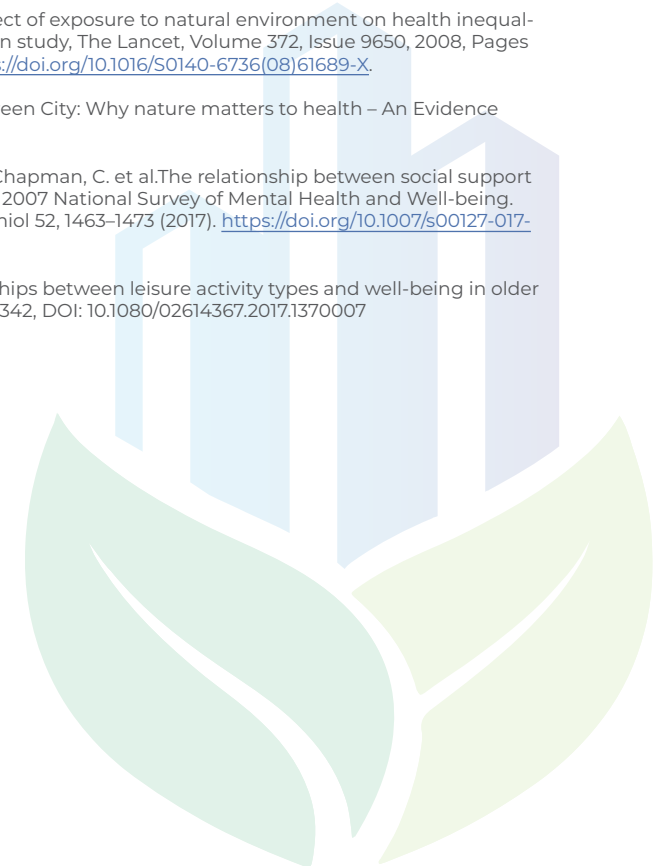 ect of exposure to natural environment on health inequal-
n study, The Lancet, Volume 372, Issue 9650, 2008, Pages
s://doi.org/10.1016/S0140-6736(08)61689-X.
een City: Why nature matters to health – An Evidence
Chapman, C. et al.The relationship between social support
2007 National Survey of Mental Health and Well-being.
niol 52, 1463–1473 (2017). https://doi.org/10.1007/s00127-017-
hips between leisure activity types and well-being in older
342, DOI: 10.1080/02614367.2017.1370007